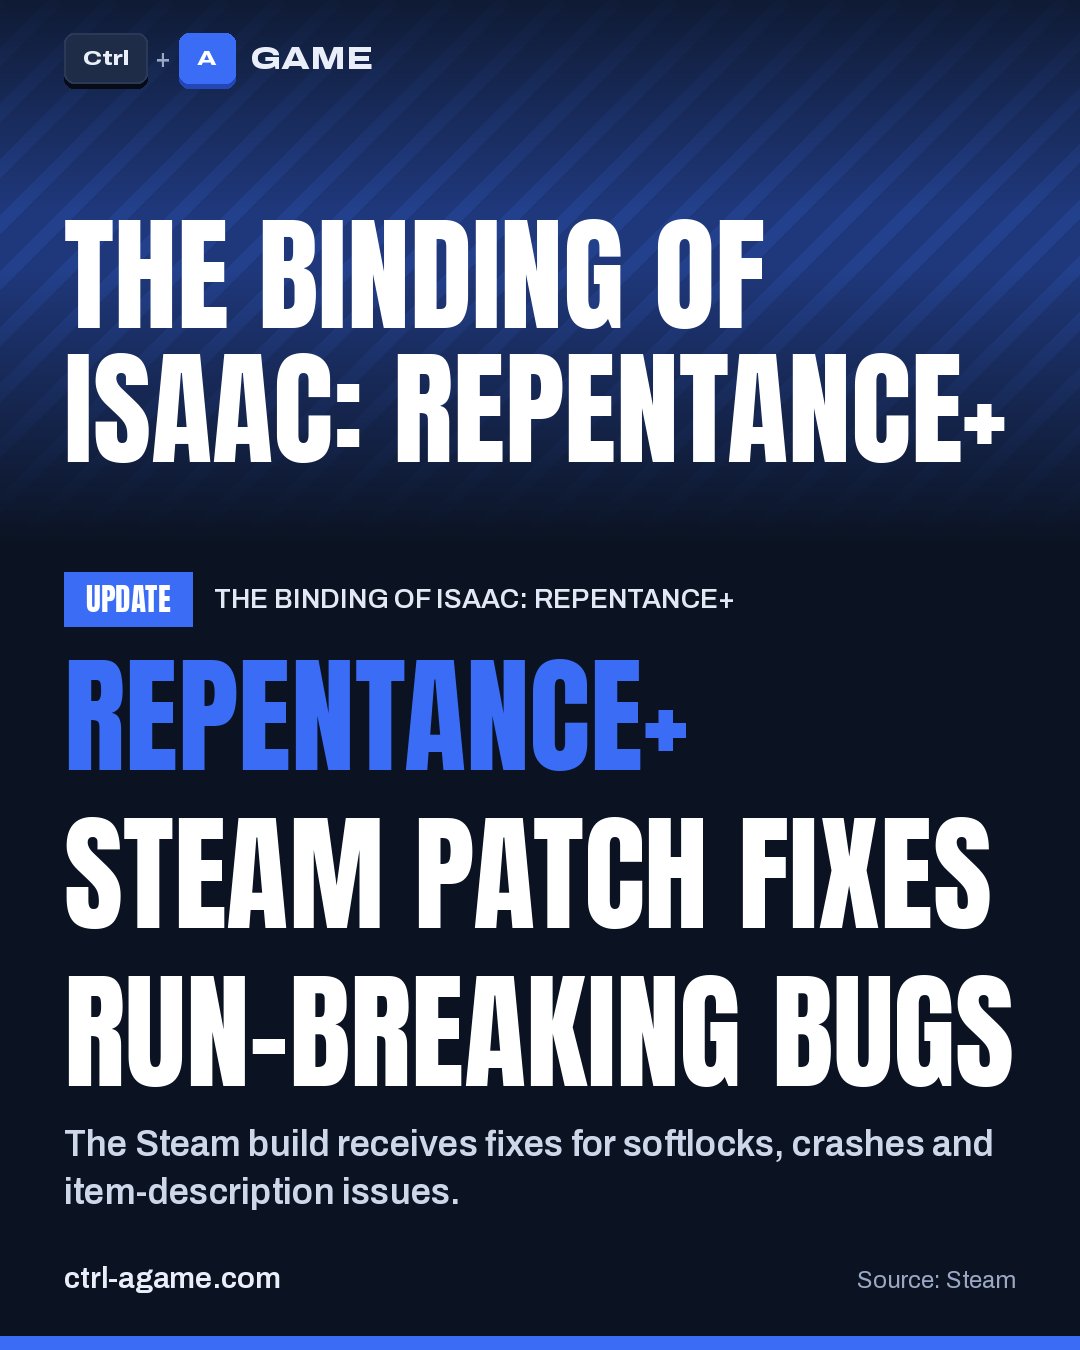 Ctrl + A GAME
THE BINDING OF
ISAAC: REPENTANCE+
UPDATE THE BINDING OF ISAAC: REPENTANCE+
REPENTANCE+
STEAM PATCH FIXES
RUN-BREAKING BUGS
The Steam build receives fixes for softlocks, crashes and
item-description issues.
ctrl-agame.com Source: Steam